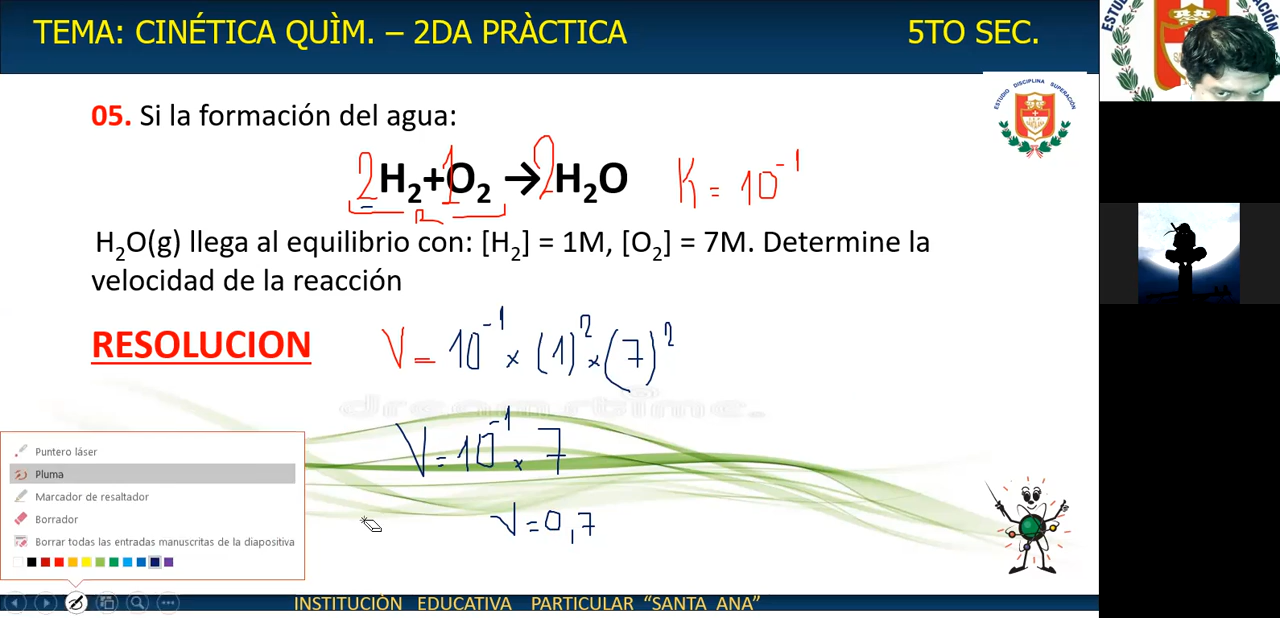 TEMA: CINÉTICA QUÌM. – 2DA PRÀCTICA 5TO SEC.
ESTUDIO DISCIPLINA SUPERACIÓN
05. Si la formación del agua:
2H₂+1O₂ → 2H₂O K = 10⁻¹
H₂O(g) llega al equilibrio con: [H₂] = 1M, [O₂] = 7M. Determine la
velocidad de la reacción
RESOLUCION V = 10⁻¹ × (1)² × (7)²
V = 10⁻¹ × 7
V = 0,7
Puntero láser
Pluma
Marcador de resaltador
Borrador
Borrar todas las entradas manuscritas de la diapositiva
INSTITUCIÓN EDUCATIVA PARTICULAR “SANTA ANA”